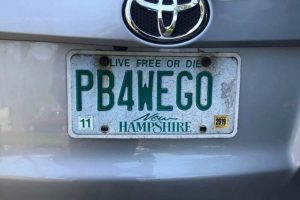 LIVE FREE OR DIE
PB4WEGO
11 New 2019
HAMPSHIRE